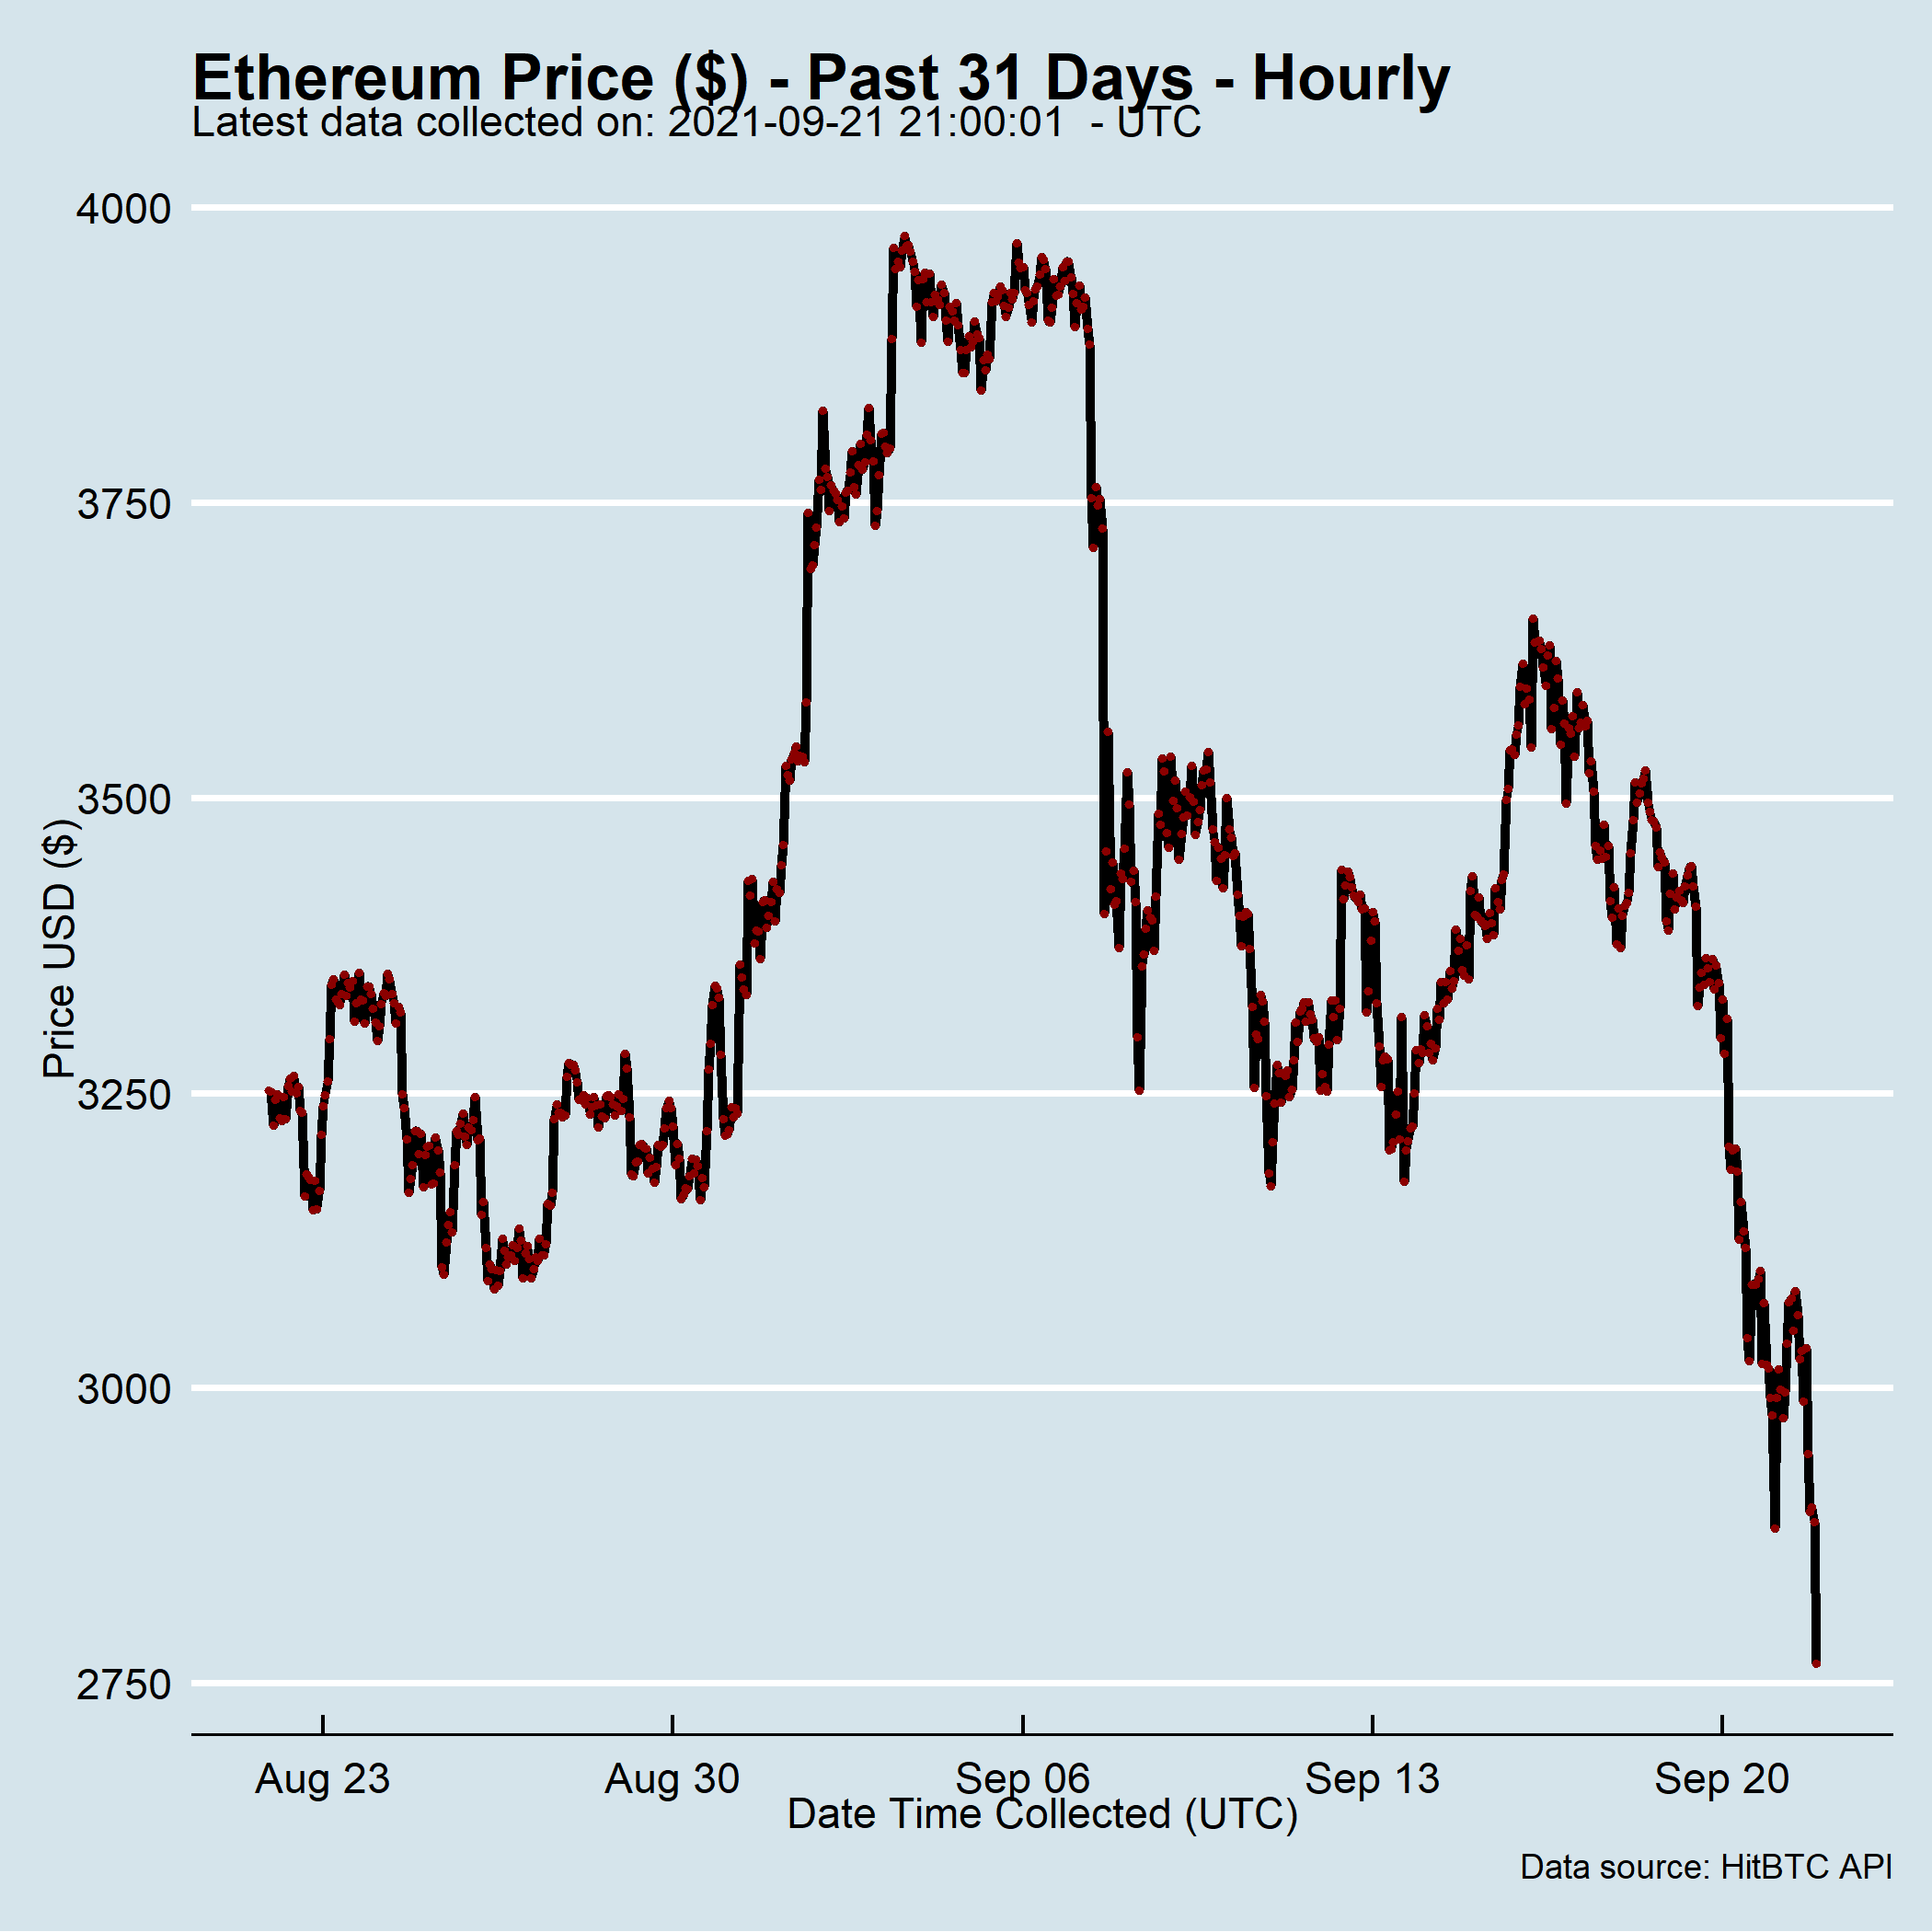 Ethereum Price ($) - Past 31 Days - Hourly
Latest data collected on: 2021-09-21 21:00:01  - UTC
Price USD ($)
4000
3750
3500
3250
3000
2750
Aug 23
Aug 30
Sep 06
Sep 13
Sep 20
Date Time Collected (UTC)
Data source: HitBTC API